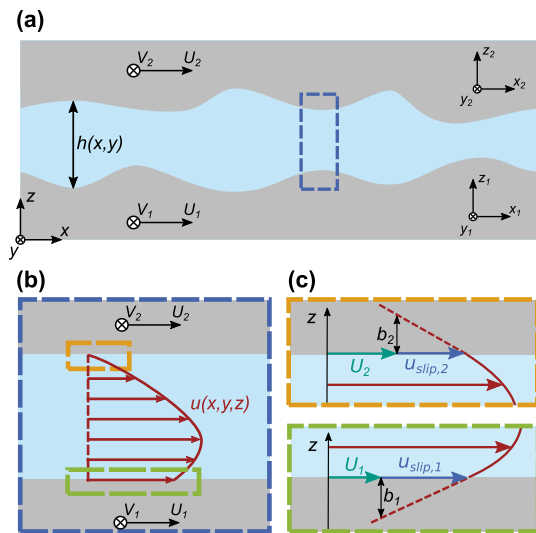 (a)
V2 U2
z2
x2
y2
h(x,y)
z
x
y
V1 U1
z1
x1
y1
(b)
V2 U2
u(x,y,z)
V1 U1
(c)
z
b2
U2 uslip,2
z
U1 uslip,1
b1